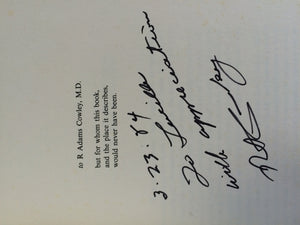 to R Adams Cowley, M.D.
but for whom this book,
and the place it describes,
would never have been.
3.23.84
To Lucille
with appreciation